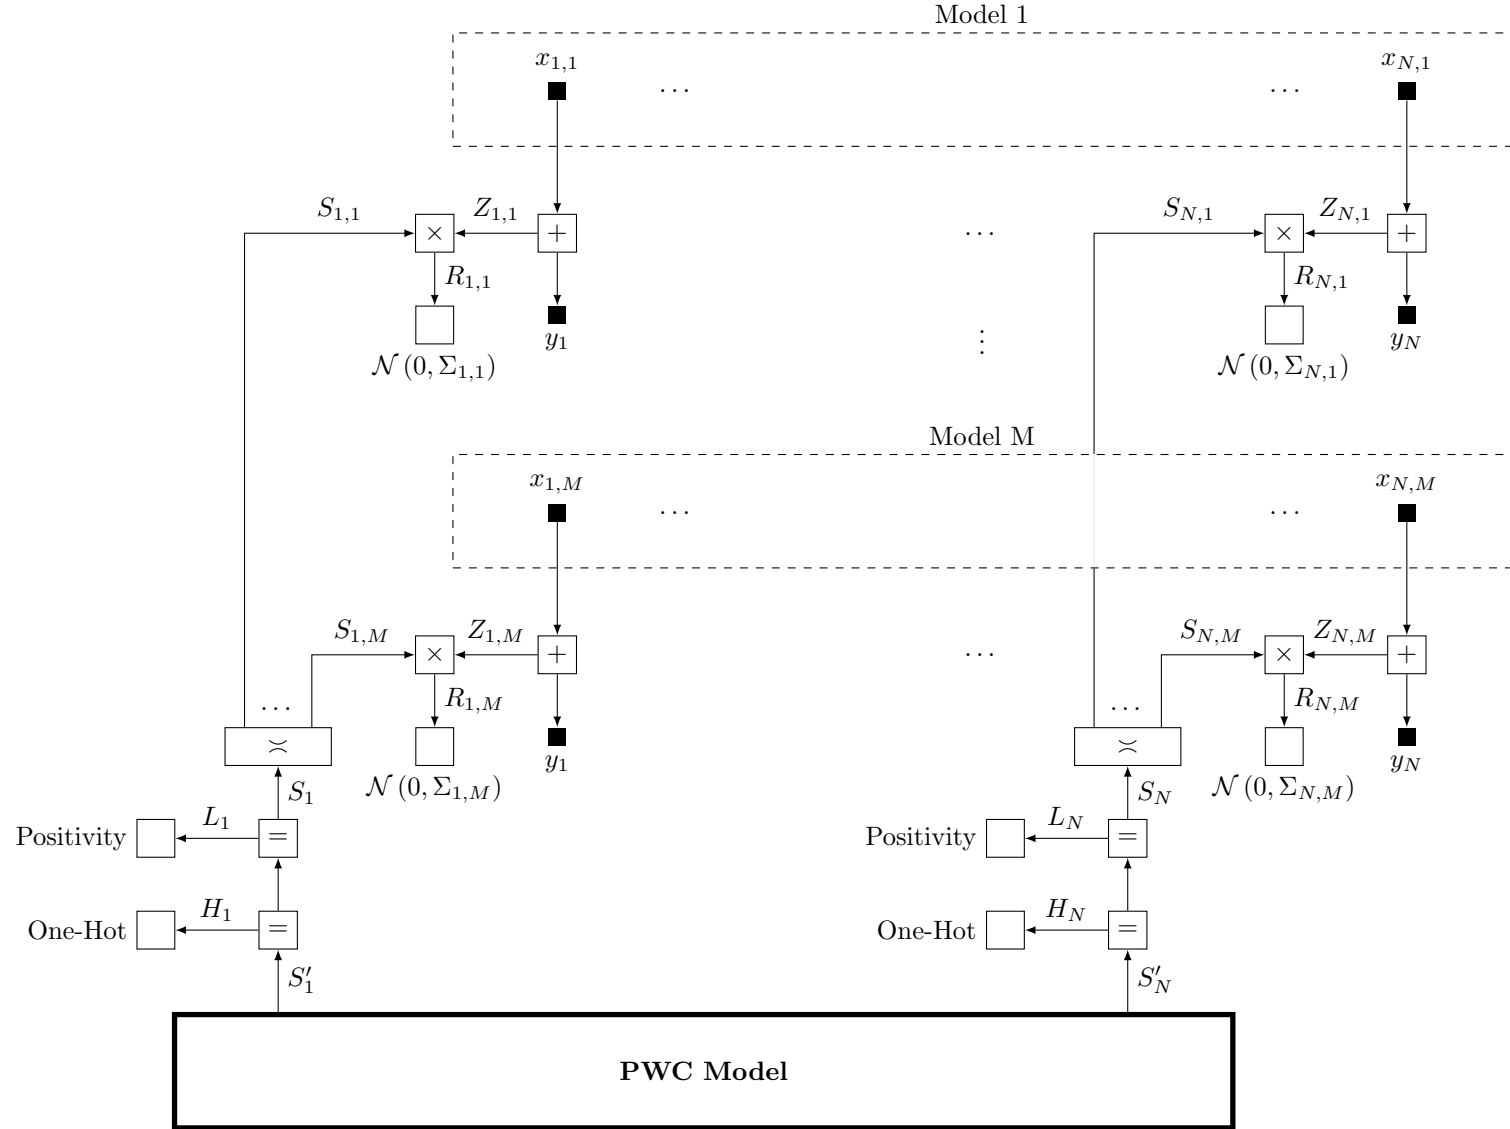 Model 1
x_{1,1} x_{N,1}
... ...
S_{1,1} Z_{1,1} S_{N,1} Z_{N,1}
× + ... × +
R_{1,1} R_{N,1}
⋮
y_1 y_N
𝒩(0, Σ_{1,1}) 𝒩(0, Σ_{N,1})
Model M
x_{1,M} x_{N,M}
... ...
S_{1,M} Z_{1,M} S_{N,M} Z_{N,M}
× + ... × +
R_{1,M} R_{N,M}
... ...
≍ ≍
y_1 y_N
𝒩(0, Σ_{1,M}) 𝒩(0, Σ_{N,M})
S_1 S_N
L_1 L_N
Positivity = Positivity =
H_1 H_N
One-Hot = One-Hot =
S'_1 S'_N
PWC Model